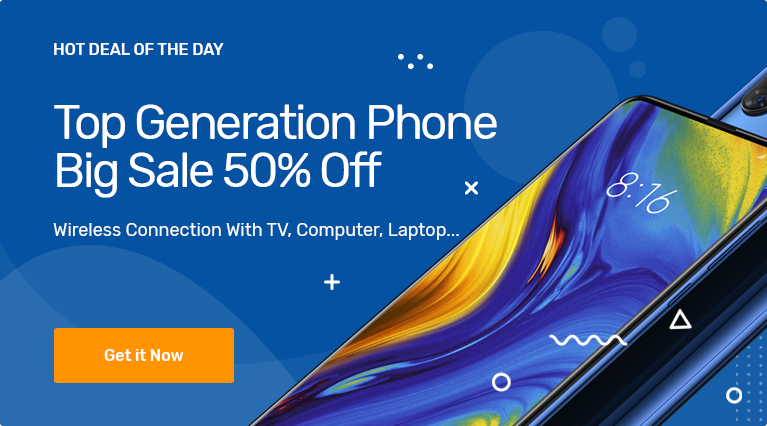 HOT DEAL OF THE DAY
Top Generation Phone
Big Sale 50% Off
8:16
Wireless Connection With TV, Computer, Laptop...
Get it Now